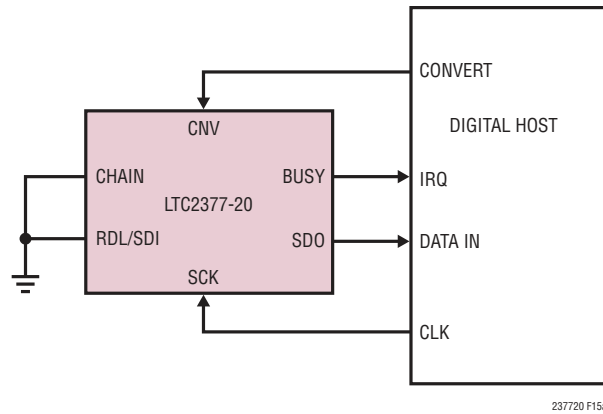 CONVERT
CNV
DIGITAL HOST
CHAIN
BUSY
IRQ
LTC2377-20
RDL/SDI
SDO
DATA IN
SCK
CLK